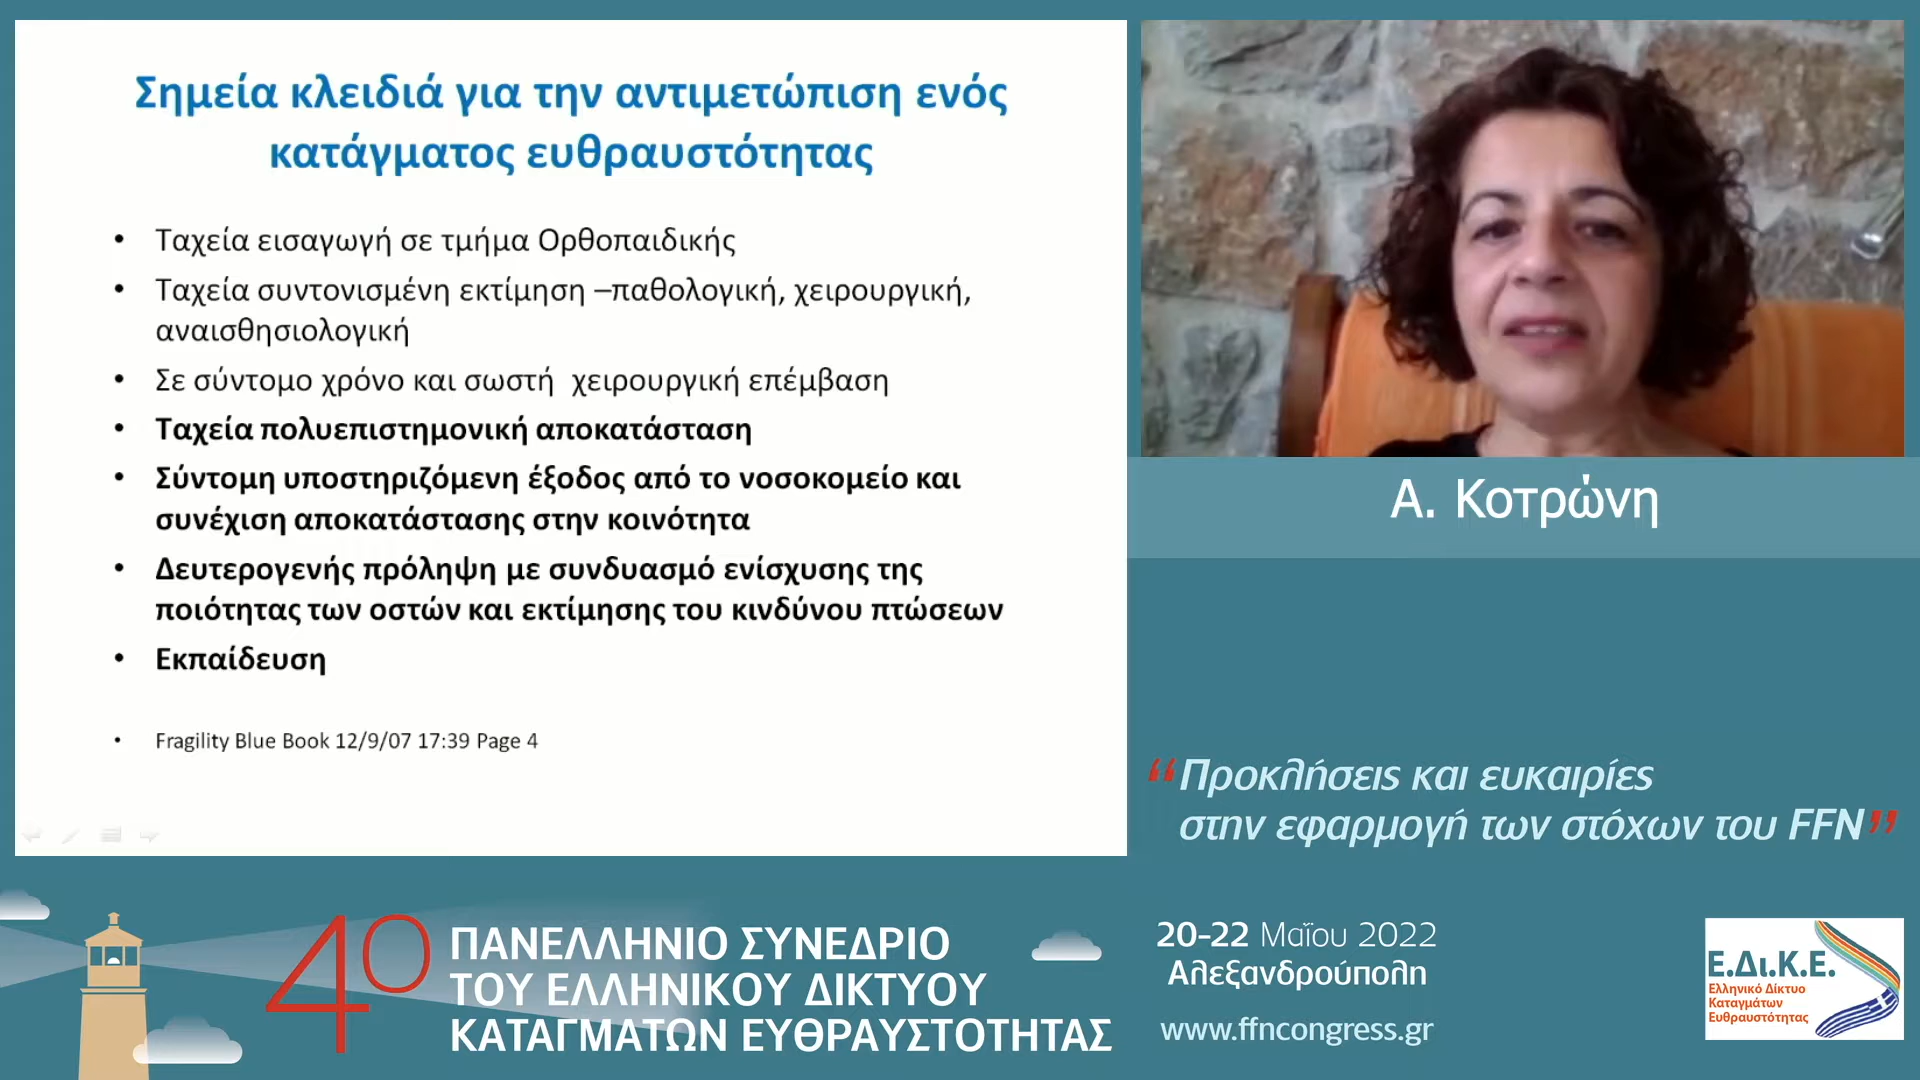 Σημεία κλειδιά για την αντιμετώπιση ενός
κατάγματος ευθραυστότητας
• Ταχεία εισαγωγή σε τμήμα Ορθοπαιδικής
• Ταχεία συντονισμένη εκτίμηση –παθολογική, χειρουργική,
αναισθησιολογική
• Σε σύντομο χρόνο και σωστή χειρουργική επέμβαση
• Ταχεία πολυεπιστημονική αποκατάσταση
• Σύντομη υποστηριζόμενη έξοδος από το νοσοκομείο και
συνέχιση αποκατάστασης στην κοινότητα
• Δευτερογενής πρόληψη με συνδυασμό ενίσχυσης της
ποιότητας των οστών και εκτίμησης του κινδύνου πτώσεων
• Εκπαίδευση
• Fragility Blue Book 12/9/07 17:39 Page 4
Α. Κοτρώνη
“Προκλήσεις και ευκαιρίες
στην εφαρμογή των στόχων του FFN”
4ο
ΠΑΝΕΛΛΗΝΙΟ ΣΥΝΕΔΡΙΟ
ΤΟΥ ΕΛΛΗΝΙΚΟΥ ΔΙΚΤΥΟΥ
ΚΑΤΑΓΜΑΤΩΝ ΕΥΘΡΑΥΣΤΟΤΗΤΑΣ
20-22 Μαΐου 2022
Αλεξανδρούπολη
www.ffncongress.gr
Ε.Δι.Κ.Ε.
Ελληνικό Δίκτυο
Καταγμάτων
Ευθραυστότητας